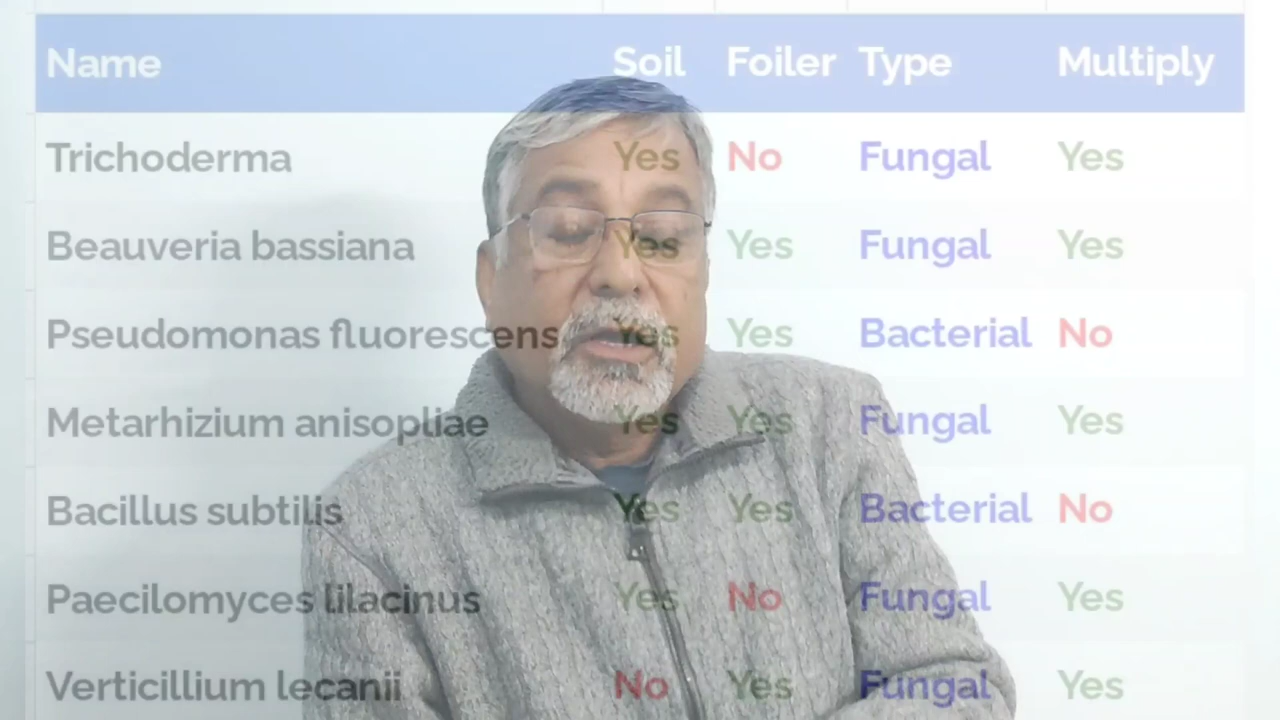 Name Soil Foiler Type Multiply
Trichoderma Yes No Fungal Yes
Beauveria bassiana Yes Yes Fungal Yes
Pseudomonas fluorescens Yes Yes Bacterial No
Metarhizium anisopliae Yes Yes Fungal Yes
Bacillus subtilis Yes Yes Bacterial No
Paecilomyces lilacinus Yes No Fungal Yes
Verticillium lecanii No Yes Fungal Yes